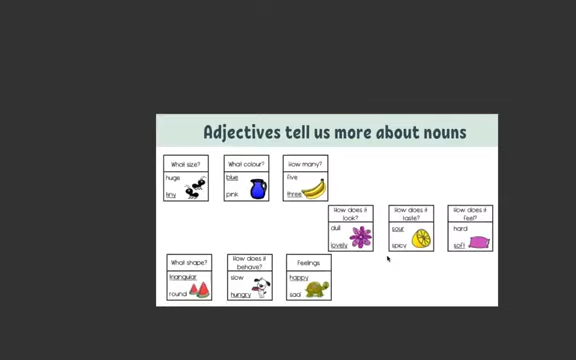 Adjectives tell us more about nouns
What size?
huge
tiny
What colour?
blue
pink
How many?
five
three
How does it
look?
dull
lovely
How does it
taste?
sour
spicy
How does it
feel?
hard
soft
What shape?
triangular
round
How does it
behave?
slow
hungry
Feelings
happy
sad